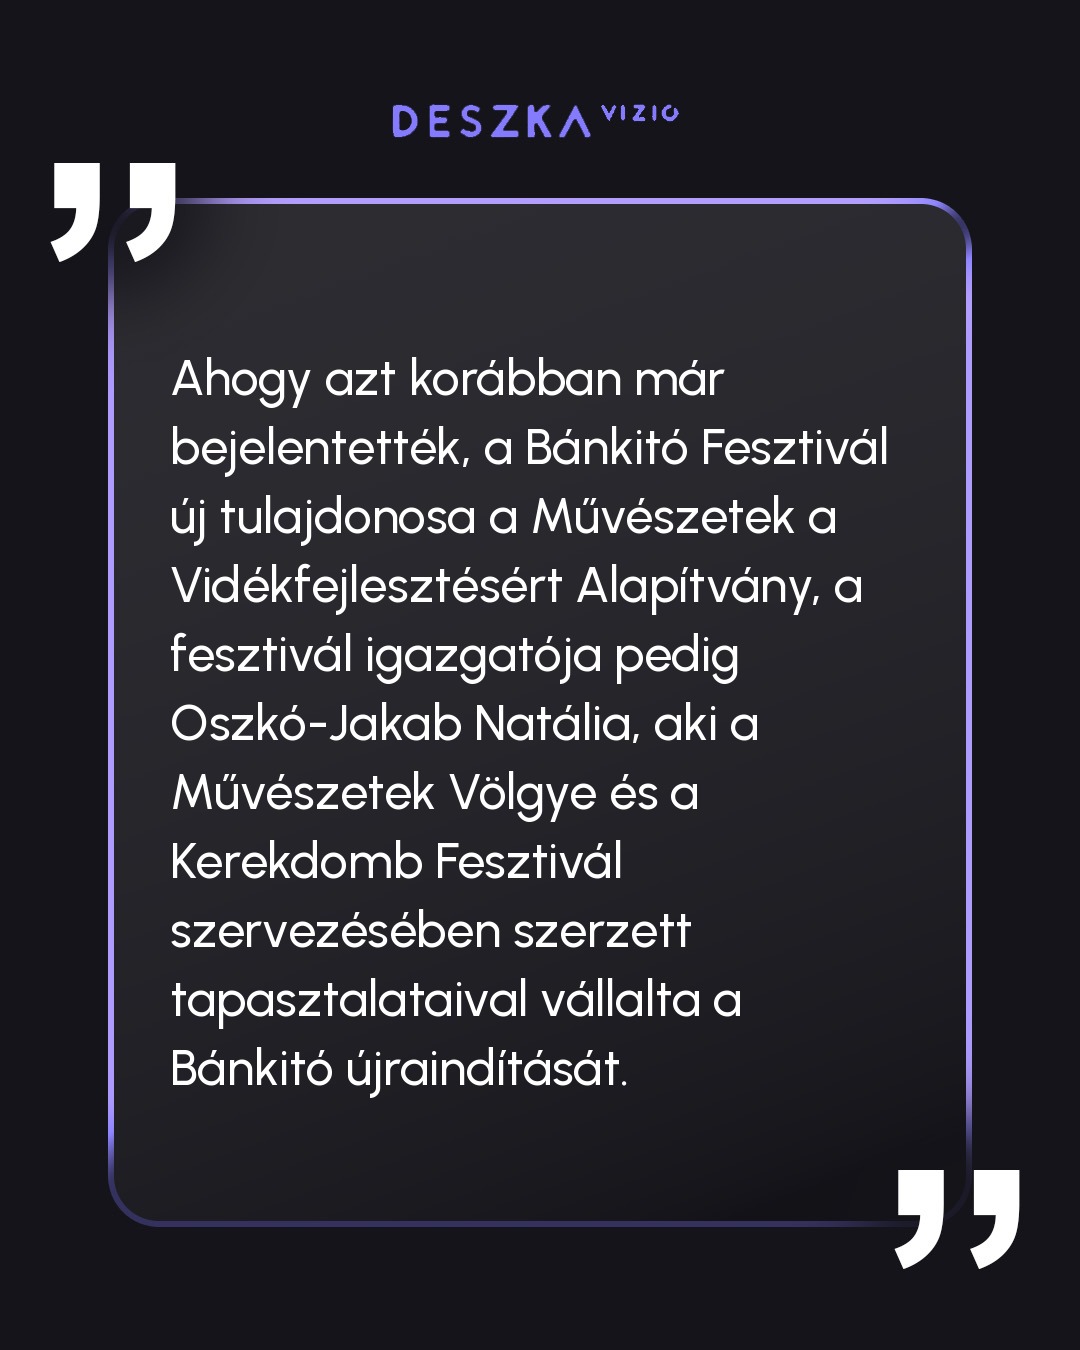 DESZKA VIZIO
”
Ahogy azt korábban már
bejelentették, a Bánkitó Fesztivál
új tulajdonosa a Művészetek a
Vidékfejlesztésért Alapítvány, a
fesztivál igazgatója pedig
Oszkó-Jakab Natália, aki a
Művészetek Völgye és a
Kerekdomb Fesztivál
szervezésében szerzett
tapasztalataival vállalta a
Bánkitó újraindítását.
”